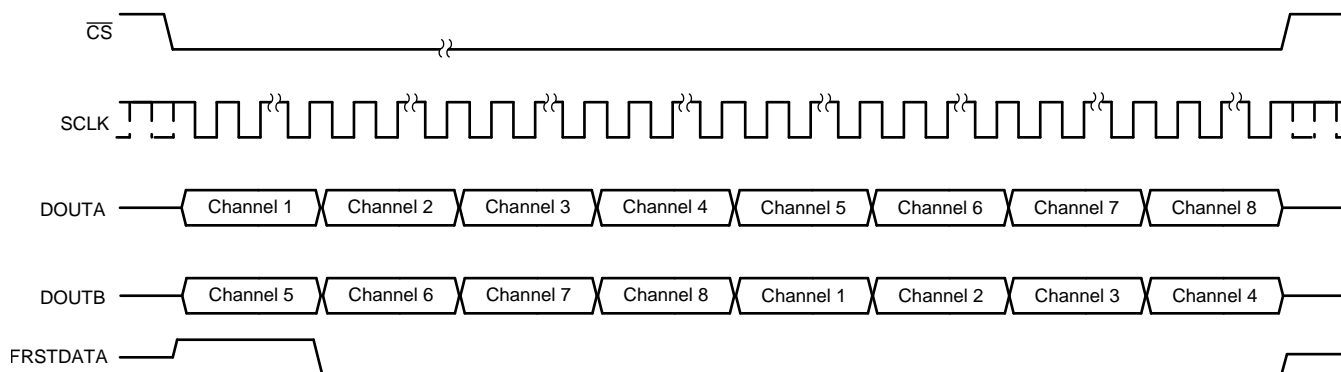 CS
SCLK
DOUTA Channel 1 Channel 2 Channel 3 Channel 4 Channel 5 Channel 6 Channel 7 Channel 8
DOUTB Channel 5 Channel 6 Channel 7 Channel 8 Channel 1 Channel 2 Channel 3 Channel 4
FRSTDATA